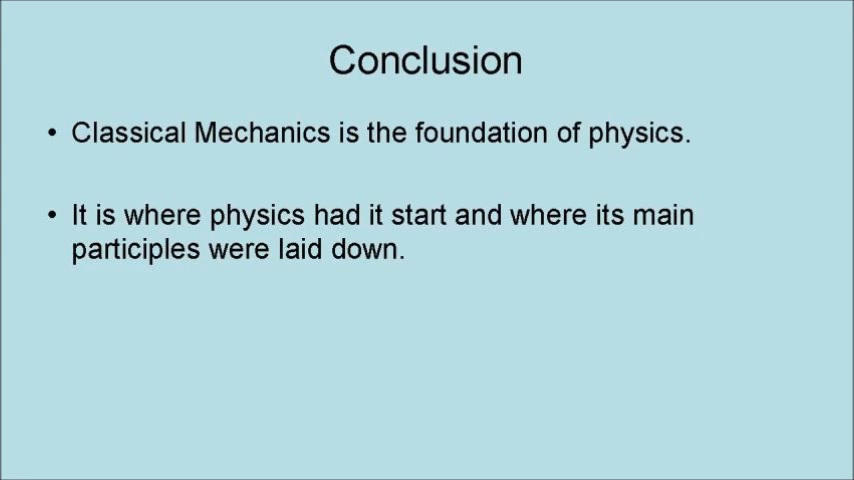 Conclusion
• Classical Mechanics is the foundation of physics.
• It is where physics had it start and where its main
participles were laid down.